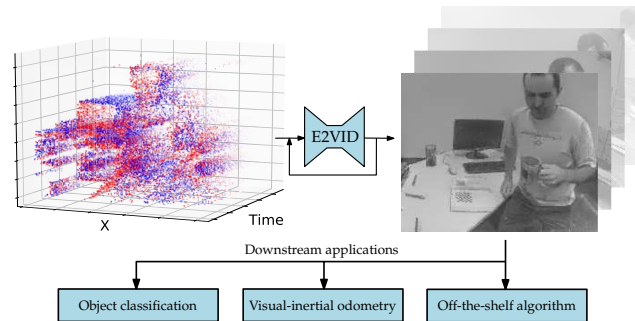 E2VID
Time
X
Downstream applications
Object classification
Visual-inertial odometry
Off-the-shelf algorithm